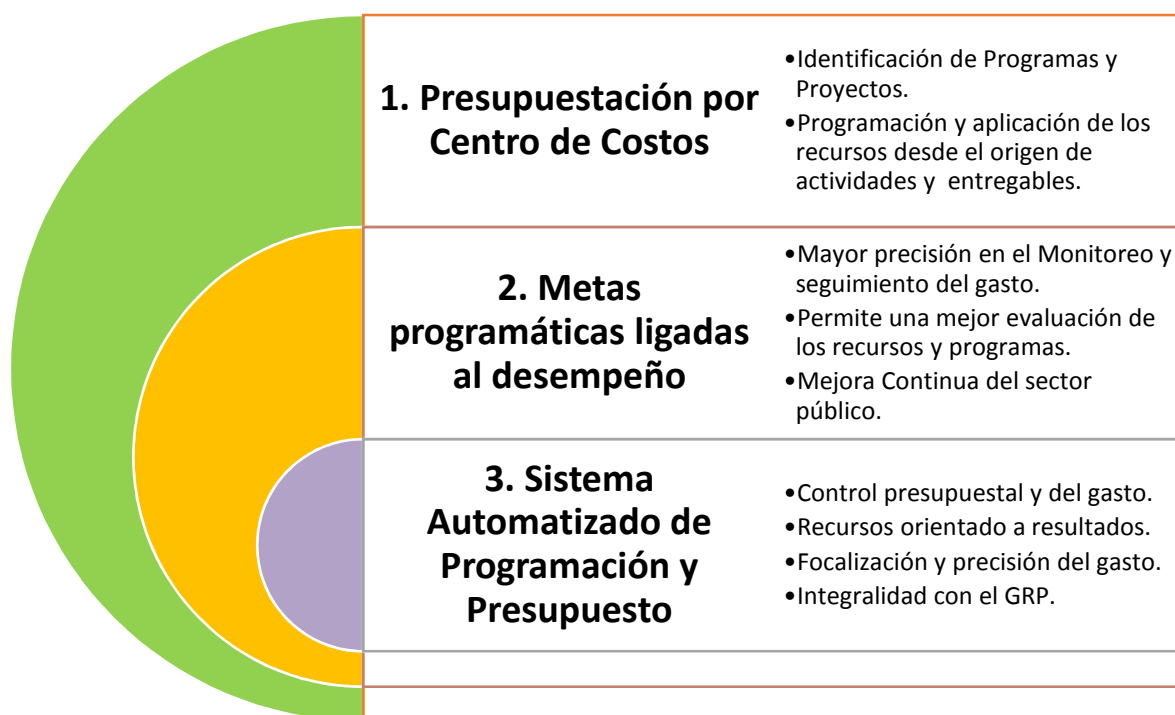 1. Presupuestación por
Centro de Costos
•Identificación de Programas y
Proyectos.
•Programación y aplicación de los
recursos desde el origen de
actividades y entregables.
2. Metas
programáticas ligadas
al desempeño
•Mayor precisión en el Monitoreo y
seguimiento del gasto.
•Permite una mejor evaluación de
los recursos y programas.
•Mejora Continua del sector
público.
3. Sistema
Automatizado de
Programación y
Presupuesto
•Control presupuestal y del gasto.
•Recursos orientado a resultados.
•Focalización y precisión del gasto.
•Integralidad con el GRP.